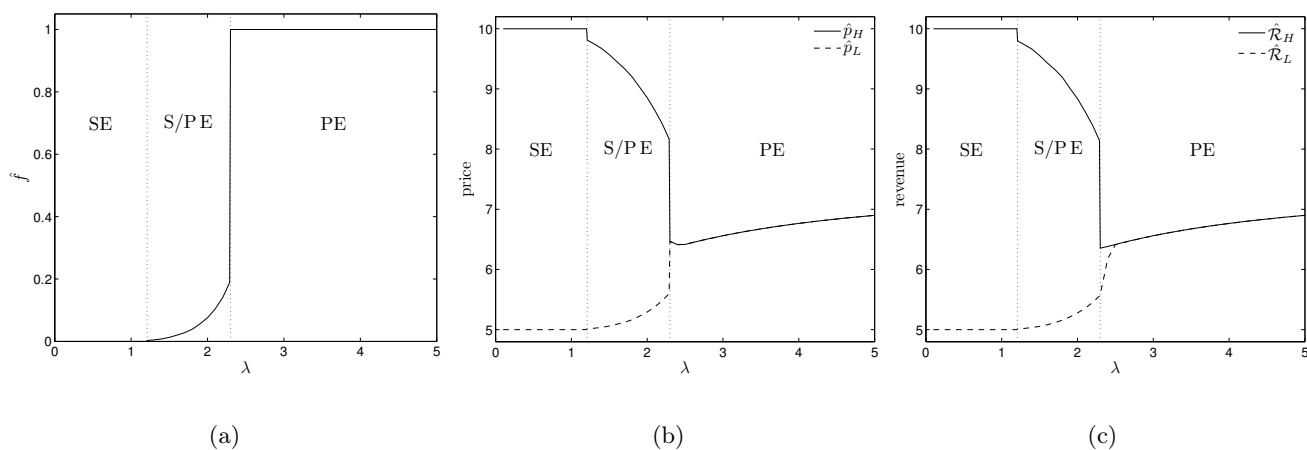 1
0.8
0.6
0.4
0.2
0
f̂
SE
S/P E
PE
0 1 2 3 4 5
λ
(a)
10
9
8
7
6
5
price
p̂_H
p̂_L
SE
S/P E
PE
0 1 2 3 4 5
λ
(b)
10
9
8
7
6
5
revenue
R̂_H
R̂_L
SE
S/P E
PE
0 1 2 3 4 5
λ
(c)